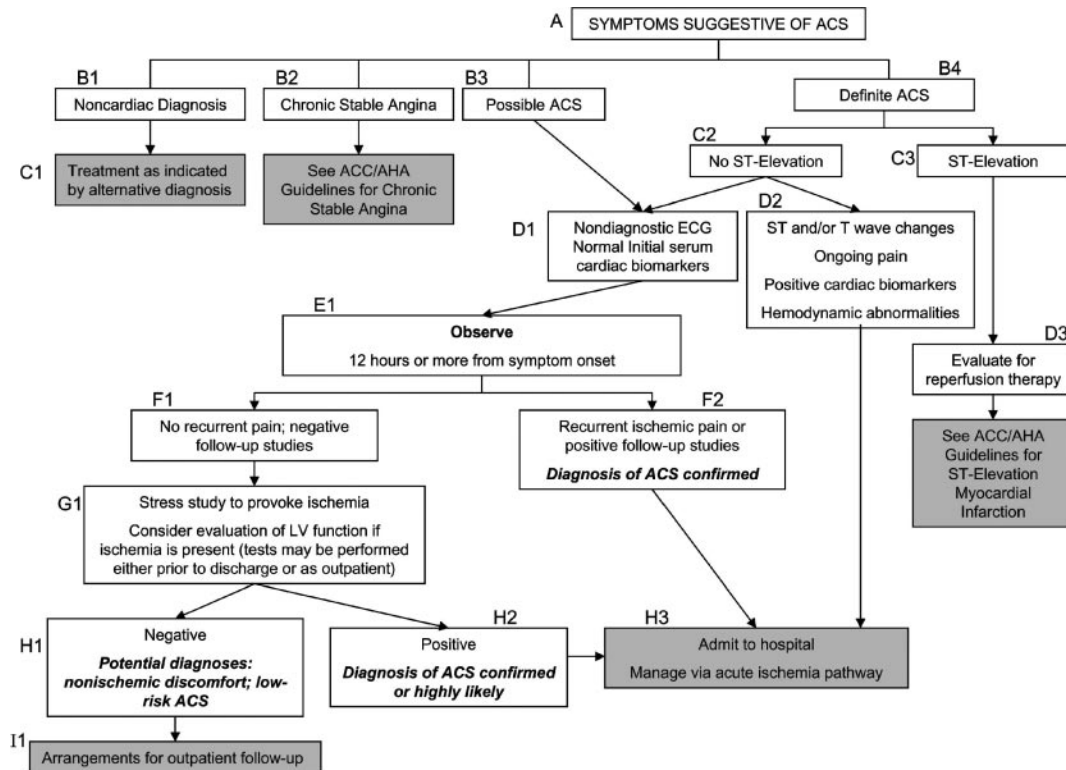 A
SYMPTOMS SUGGESTIVE OF ACS
B1
Noncardiac Diagnosis
B2
Chronic Stable Angina
B3
Possible ACS
B4
Definite ACS
C1
Treatment as indicated
by alternative diagnosis
See ACC/AHA
Guidelines for Chronic
Stable Angina
C2
No ST-Elevation
C3
ST-Elevation
D1
Nondiagnostic ECG
Normal Initial serum
cardiac biomarkers
D2
ST and/or T wave changes
Ongoing pain
Positive cardiac biomarkers
Hemodynamic abnormalities
D3
Evaluate for
reperfusion therapy
See ACC/AHA
Guidelines for
ST-Elevation
Myocardial
Infarction
E1
Observe
12 hours or more from symptom onset
F1
No recurrent pain; negative
follow-up studies
F2
Recurrent ischemic pain or
positive follow-up studies
Diagnosis of ACS confirmed
G1
Stress study to provoke ischemia
Consider evaluation of LV function if
ischemia is present (tests may be performed
either prior to discharge or as outpatient)
H1
Negative
Potential diagnoses:
nonischemic discomfort; low-
risk ACS
H2
Positive
Diagnosis of ACS confirmed
or highly likely
H3
Admit to hospital
Manage via acute ischemia pathway
I1
Arrangements for outpatient follow-up